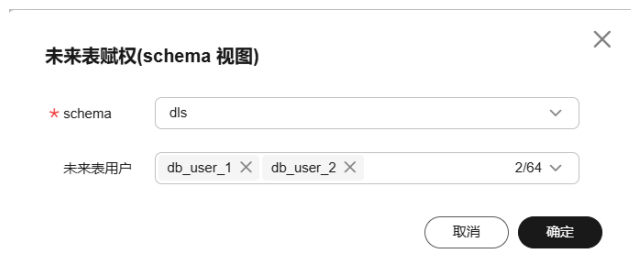 未来表赋权(schema 视图)
* schema dls
未来表用户 db_user_1 db_user_2 2/64
取消 确定